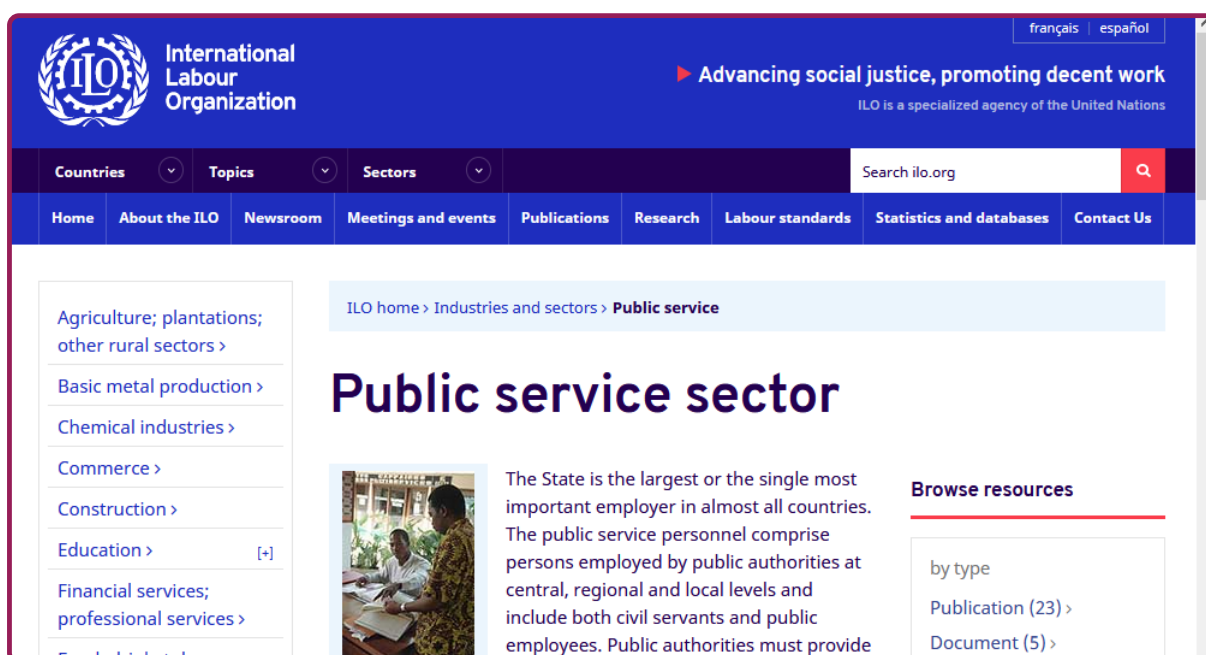 français | español
ILO
International
Labour
Organization
Advancing social justice, promoting decent work
ILO is a specialized agency of the United Nations
Countries
Topics
Sectors
Search ilo.org
Home
About the ILO
Newsroom
Meetings and events
Publications
Research
Labour standards
Statistics and databases
Contact Us
Agriculture; plantations;
other rural sectors >
Basic metal production >
Chemical industries >
Commerce >
Construction >
Education > [+]
Financial services;
professional services >
ILO home > Industries and sectors > Public service
Public service sector
The State is the largest or the single most
important employer in almost all countries.
The public service personnel comprise
persons employed by public authorities at
central, regional and local levels and
include both civil servants and public
employees. Public authorities must provide
Browse resources
by type
Publication (23) >
Document (5) >